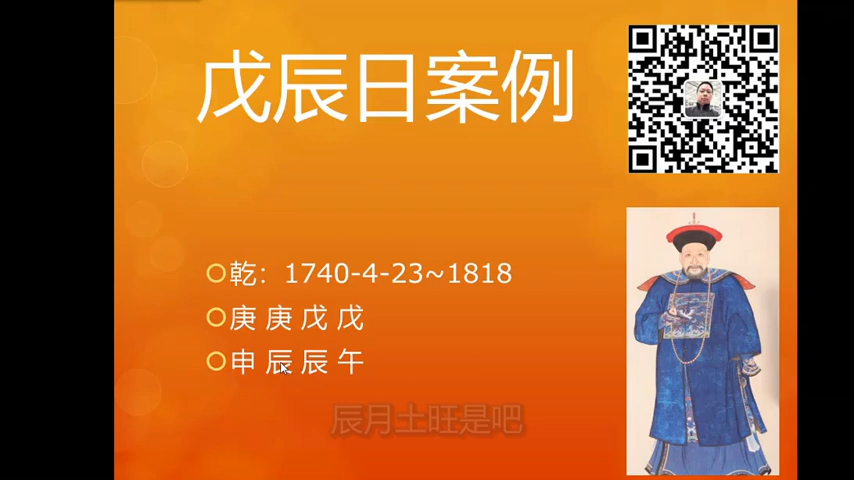 戊辰日案例
乾：1740-4-23~1818
庚 庚 戊 戊
申 辰 辰 午
辰月土旺是吧